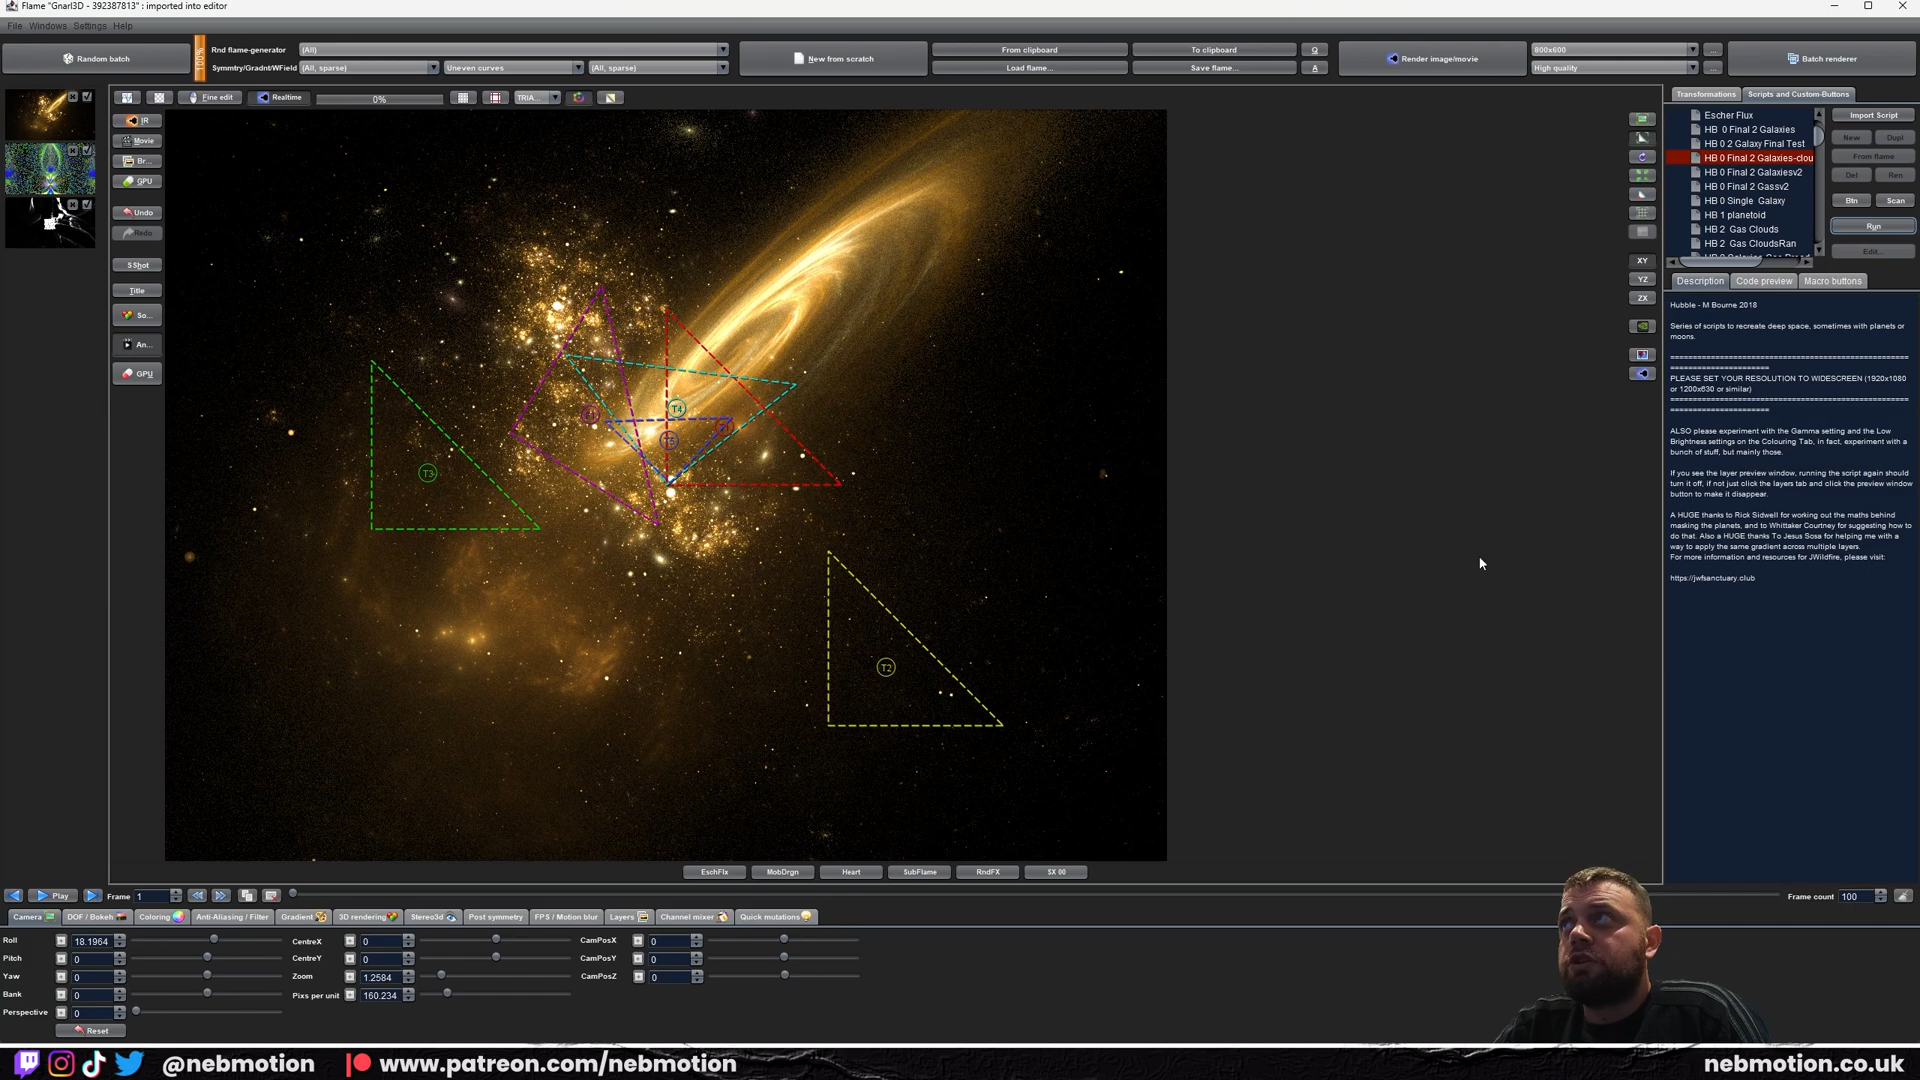 Flame "Gnarl3D - 392387813" : imported into editor
File Windows Settings Help
Random batch
100%
Rnd flame-generator (All)
Symmtry/Gradnt/WField (All, sparse) Uneven curves (All, sparse)
New from scratch
From clipboard To clipboard Q
Load flame... Save flame... A
Render image/movie
800x600 ...
High quality ...
Batch renderer
Fine edit Realtime 0% TRIA...
IR
Movie
Br...
GPU
Undo
Redo
SShot
Title
So...
An...
GPU
T3
T4
T5
T2
XY
YZ
ZX
Transformations Scripts and Custom-Buttons
Escher Flux
HB 0 Final 2 Galaxies
HB 0 2 Galaxy Final Test
HB 0 Final 2 Galaxies-clou
HB 0 Final 2 Galaxiesv2
HB 0 Final 2 Gassv2
HB 0 Single Galaxy
HB 1 planetoid
HB 2 Gas Clouds
HB 2 Gas CloudsRan
Import Script
New Dupl
From flame
Del Ren
Btn Scan
Run
Edit...
Description Code preview Macro buttons
Hubble - M Bourne 2018
Series of scripts to recreate deep space, sometimes with planets or
moons.
PLEASE SET YOUR RESOLUTION TO WIDESCREEN (1920x1080
or 1200x630 or similar)
ALSO please experiment with the Gamma setting and the Low
Brightness settings on the Colouring Tab, in fact, experiment with a
bunch of stuff, but mainly those.
If you see the layer preview window, running the script again should
turn it off, if not just click the layers tab and click the preview window
button to make it disappear.
A HUGE thanks to Rick Sidwell for working out the maths behind
masking the planets, and to Whittaker Courtney for suggesting how to
do that. Also a HUGE thanks To Jesus Sosa for helping me with a
way to apply the same gradient across multiple layers.
For more information and resources for JWildfire, please visit:
https://jwfsanctuary.club
EschFlx MobDrgn Heart SubFlame RndFX SX 00
Play Frame 1 Frame count 100
Camera DOF / Bokeh Coloring Anti-Aliasing / Filter Gradient 3D rendering Stereo3d Post symmetry FPS / Motion blur Layers Channel mixer Quick mutations
Roll 18.1964 CentreX 0 CamPosX 0
Pitch 0 CentreY 0 CamPosY 0
Yaw 0 Zoom 1.2584 CamPosZ 0
Bank 0 Pixs per unit 160.234
Perspective 0
Reset
@nebmotion www.patreon.com/nebmotion nebmotion.co.uk